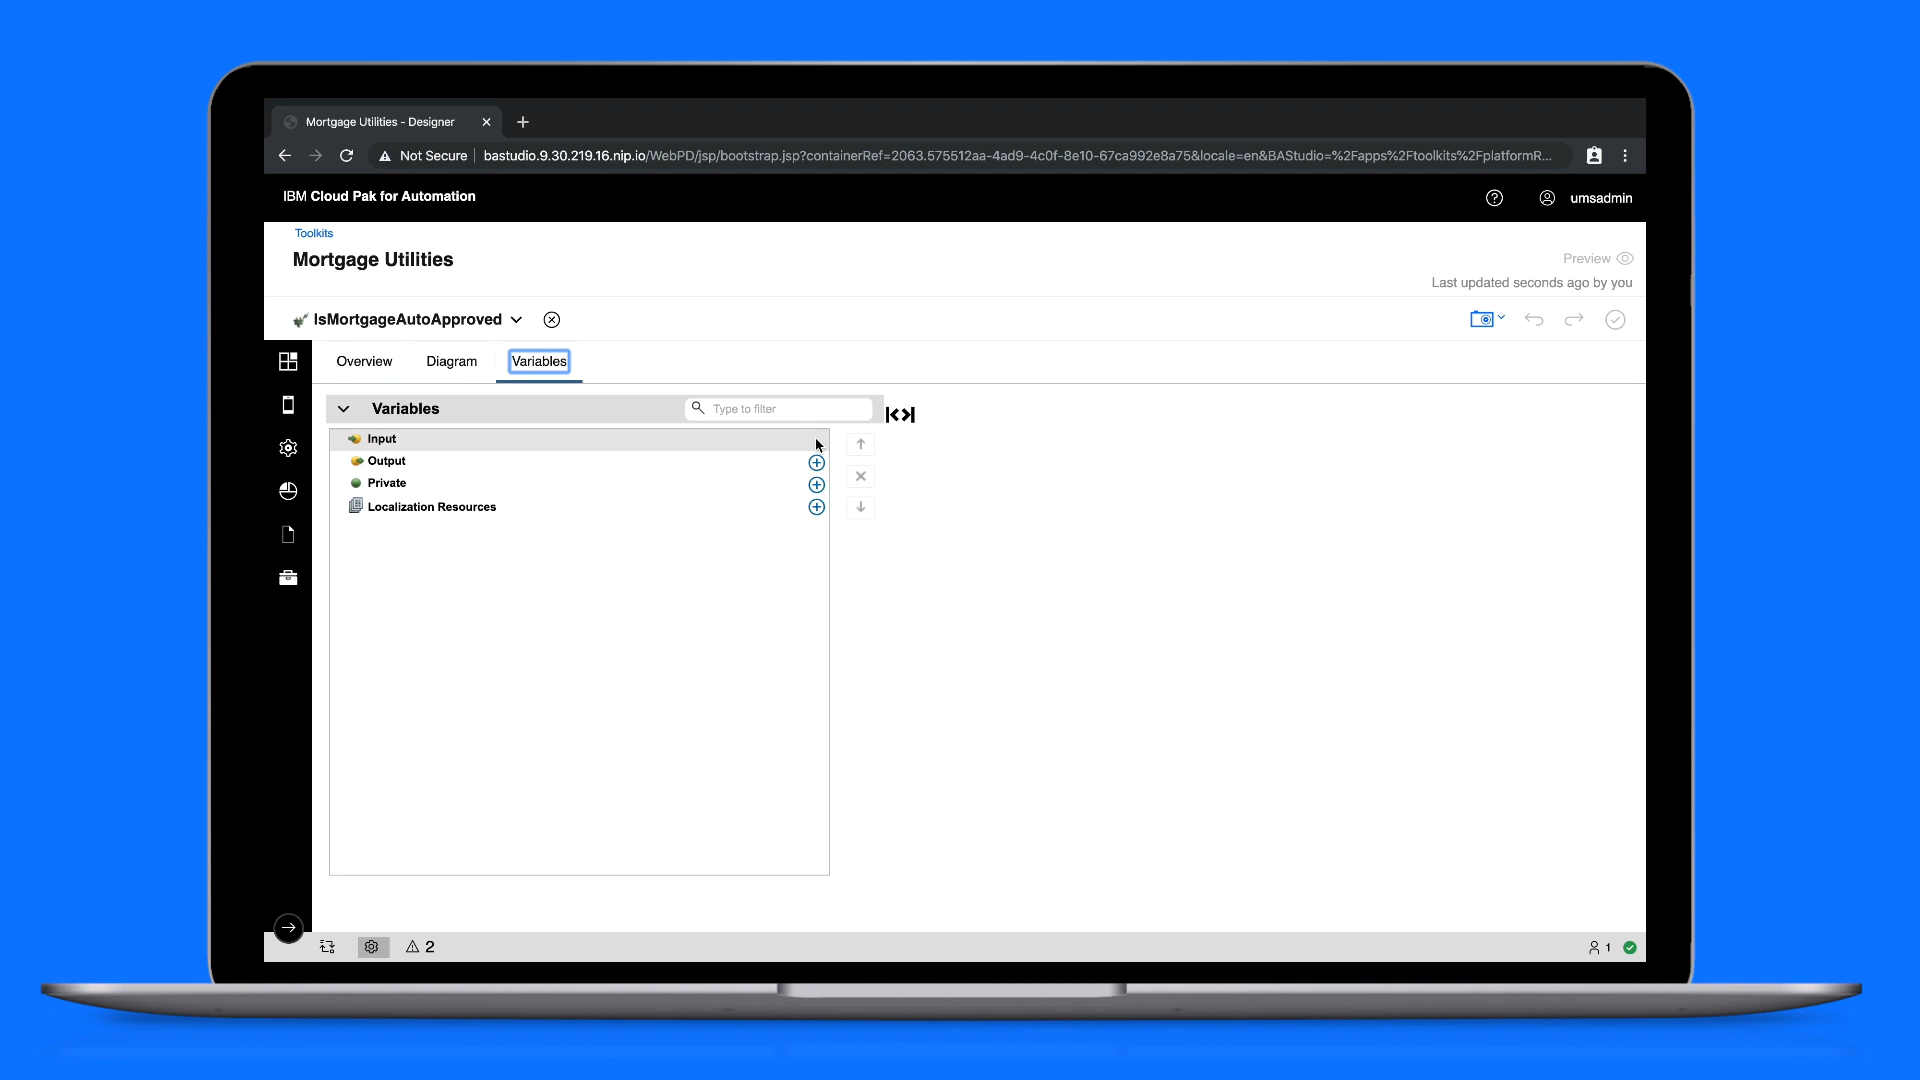 Mortgage Utilities - Designer
Not Secure bastudio.9.30.219.16.nip.io/WebPD/jsp/bootstrap.jsp?containerRef=2063.575512aa-4ad9-4c0f-8e10-67ca992e8a75&locale=en&BAStudio=%2Fapps%2Ftoolkits%2FplatformR...
IBM Cloud Pak for Automation
umsadmin
Toolkits
Mortgage Utilities
Preview
Last updated seconds ago by you
IsMortgageAutoApproved
Overview Diagram Variables
Variables Type to filter
Input
Output
Private
Localization Resources
2
1